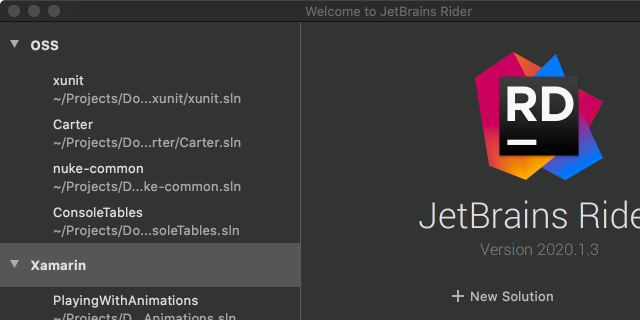 Welcome to JetBrains Rider
OSS
xunit
~/Projects/Do...xunit/xunit.sln
Carter
~/Projects/Do...rter/Carter.sln
nuke-common
~/Projects/D...ke-common.sln
ConsoleTables
~/Projects/Do...soleTables.sln
Xamarin
PlayingWithAnimations
~/Projects/D...Animations.sln
RD
JetBrains Ride
Version 2020.1.3
+ New Solution